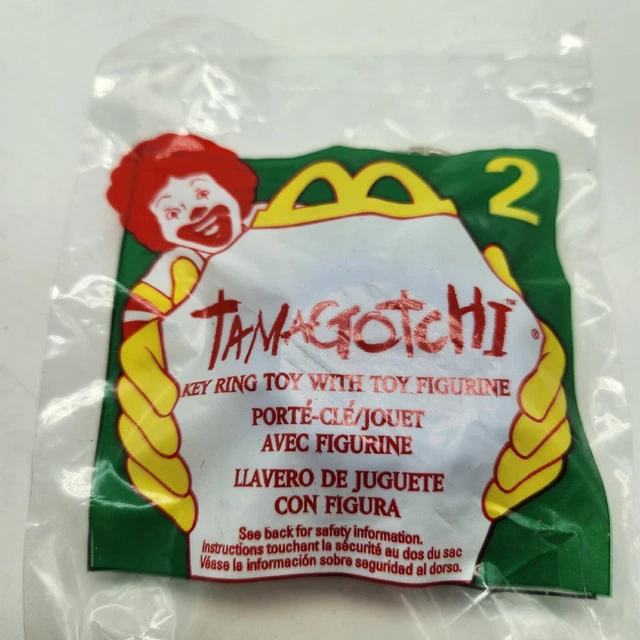 2
TAMAGOTCHI™
®
KEY RING TOY WITH TOY FIGURINE
PORTÉ-CLÉ/JOUET
AVEC FIGURINE
LLAVERO DE JUGUETE
CON FIGURA
See back for safety information.
Instructions touchant la sécurité au dos du sac
Véase la información sobre seguridad al dorso.